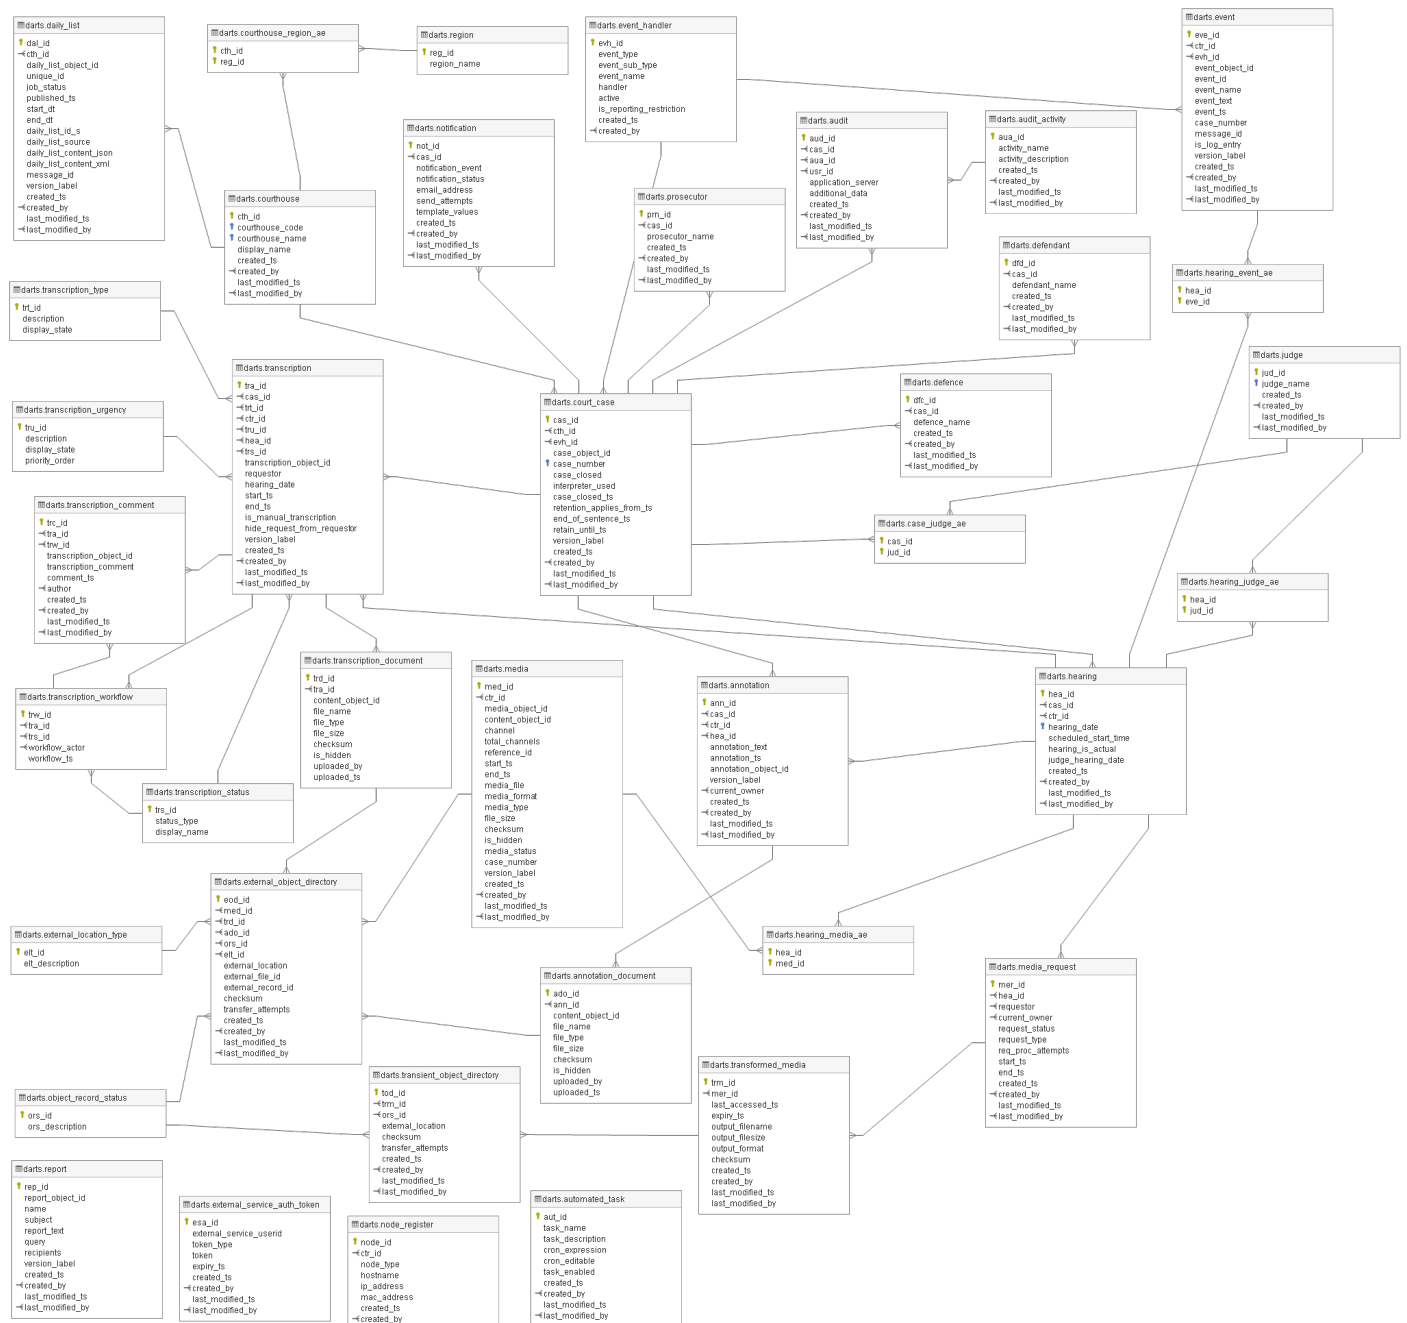 darts.daily_list
dal_id
cth_id
daily_list_object_id
unique_id
job_status
published_ts
start_dt
end_dt
daily_list_id_s
daily_list_source
daily_list_content_json
daily_list_content_xml
message_id
version_label
created_ts
created_by
last_modified_ts
last_modified_by
darts.courthouse_region_ae
cth_id
reg_id
darts.region
reg_id
region_name
darts.event_handler
evh_id
event_type
event_sub_type
event_name
handler
active
is_reporting_restriction
created_ts
created_by
darts.event
eve_id
ctr_id
evh_id
event_object_id
event_id
event_name
event_text
event_ts
case_number
message_id
is_log_entry
version_label
created_ts
created_by
last_modified_ts
last_modified_by
darts.notification
not_id
cas_id
notification_event
notification_status
email_address
send_attempts
template_values
created_ts
created_by
last_modified_ts
last_modified_by
darts.audit
aud_id
cas_id
aua_id
usr_id
application_server
additional_data
created_ts
created_by
last_modified_ts
last_modified_by
darts.audit_activity
aua_id
activity_name
activity_description
created_ts
created_by
last_modified_ts
last_modified_by
darts.courthouse
cth_id
courthouse_code
courthouse_name
display_name
created_ts
created_by
last_modified_ts
last_modified_by
darts.prosecutor
prn_id
cas_id
prosecutor_name
created_ts
created_by
last_modified_ts
last_modified_by
darts.defendant
dfd_id
cas_id
defendant_name
created_ts
created_by
last_modified_ts
last_modified_by
darts.hearing_event_ae
hea_id
eve_id
darts.transcription_type
trt_id
description
display_state
darts.transcription
tra_id
cas_id
trt_id
ctr_id
tru_id
hea_id
trs_id
transcription_object_id
requestor
hearing_date
start_ts
end_ts
is_manual_transcription
hide_request_from_requestor
version_label
created_ts
created_by
last_modified_ts
last_modified_by
darts.judge
jud_id
judge_name
created_ts
created_by
last_modified_ts
last_modified_by
darts.transcription_urgency
tru_id
description
display_state
priority_order
darts.court_case
cas_id
cth_id
evh_id
case_object_id
case_number
case_closed
interpreter_used
case_closed_ts
retention_applies_from_ts
end_of_sentence_ts
retain_until_ts
version_label
created_ts
created_by
last_modified_ts
last_modified_by
darts.defence
dfc_id
cas_id
defence_name
created_ts
created_by
last_modified_ts
last_modified_by
darts.transcription_comment
trc_id
tra_id
trw_id
transcription_object_id
transcription_comment
comment_ts
author
created_ts
created_by
last_modified_ts
last_modified_by
darts.case_judge_ae
cas_id
jud_id
darts.hearing_judge_ae
hea_id
jud_id
darts.transcription_document
trd_id
tra_id
content_object_id
file_name
file_type
file_size
checksum
is_hidden
uploaded_by
uploaded_ts
darts.media
med_id
ctr_id
media_object_id
content_object_id
channel
total_channels
reference_id
start_ts
end_ts
media_file
media_format
media_type
file_size
checksum
is_hidden
media_status
case_number
version_label
created_ts
created_by
last_modified_ts
last_modified_by
darts.annotation
ann_id
cas_id
ctr_id
hea_id
annotation_text
annotation_ts
annotation_object_id
version_label
current_owner
created_ts
created_by
last_modified_ts
last_modified_by
darts.hearing
hea_id
cas_id
ctr_id
hearing_date
scheduled_start_time
hearing_is_actual
judge_hearing_date
created_ts
created_by
last_modified_ts
last_modified_by
darts.transcription_workflow
trw_id
tra_id
trs_id
workflow_actor
workflow_ts
darts.transcription_status
trs_id
status_type
display_name
darts.external_object_directory
eod_id
med_id
trd_id
ado_id
ors_id
elt_id
external_location
external_file_id
external_record_id
checksum
transfer_attempts
created_ts
created_by
last_modified_ts
last_modified_by
darts.external_location_type
elt_id
elt_description
darts.hearing_media_ae
hea_id
med_id
darts.annotation_document
ado_id
ann_id
content_object_id
file_name
file_type
file_size
checksum
is_hidden
uploaded_by
uploaded_ts
darts.media_request
mer_id
hea_id
requestor
current_owner
request_status
request_type
req_proc_attempts
start_ts
end_ts
created_ts
created_by
last_modified_ts
last_modified_by
darts.object_record_status
ors_id
ors_description
darts.transient_object_directory
tod_id
trm_id
ors_id
external_location
checksum
transfer_attempts
created_ts
created_by
last_modified_ts
last_modified_by
darts.transformed_media
trm_id
mer_id
last_accessed_ts
expiry_ts
output_filename
output_filesize
output_format
checksum
created_ts
created_by
last_modified_ts
last_modified_by
darts.report
rep_id
report_object_id
name
subject
report_text
query
recipients
version_label
created_ts
created_by
last_modified_ts
last_modified_by
darts.external_service_auth_token
esa_id
external_service_userid
token_type
token
expiry_ts
created_ts
created_by
last_modified_ts
last_modified_by
darts.node_register
node_id
ctr_id
node_type
hostname
ip_address
mac_address
created_ts
created_by
darts.automated_task
aut_id
task_name
task_description
cron_expression
cron_editable
task_enabled
created_ts
created_by
last_modified_ts
last_modified_by